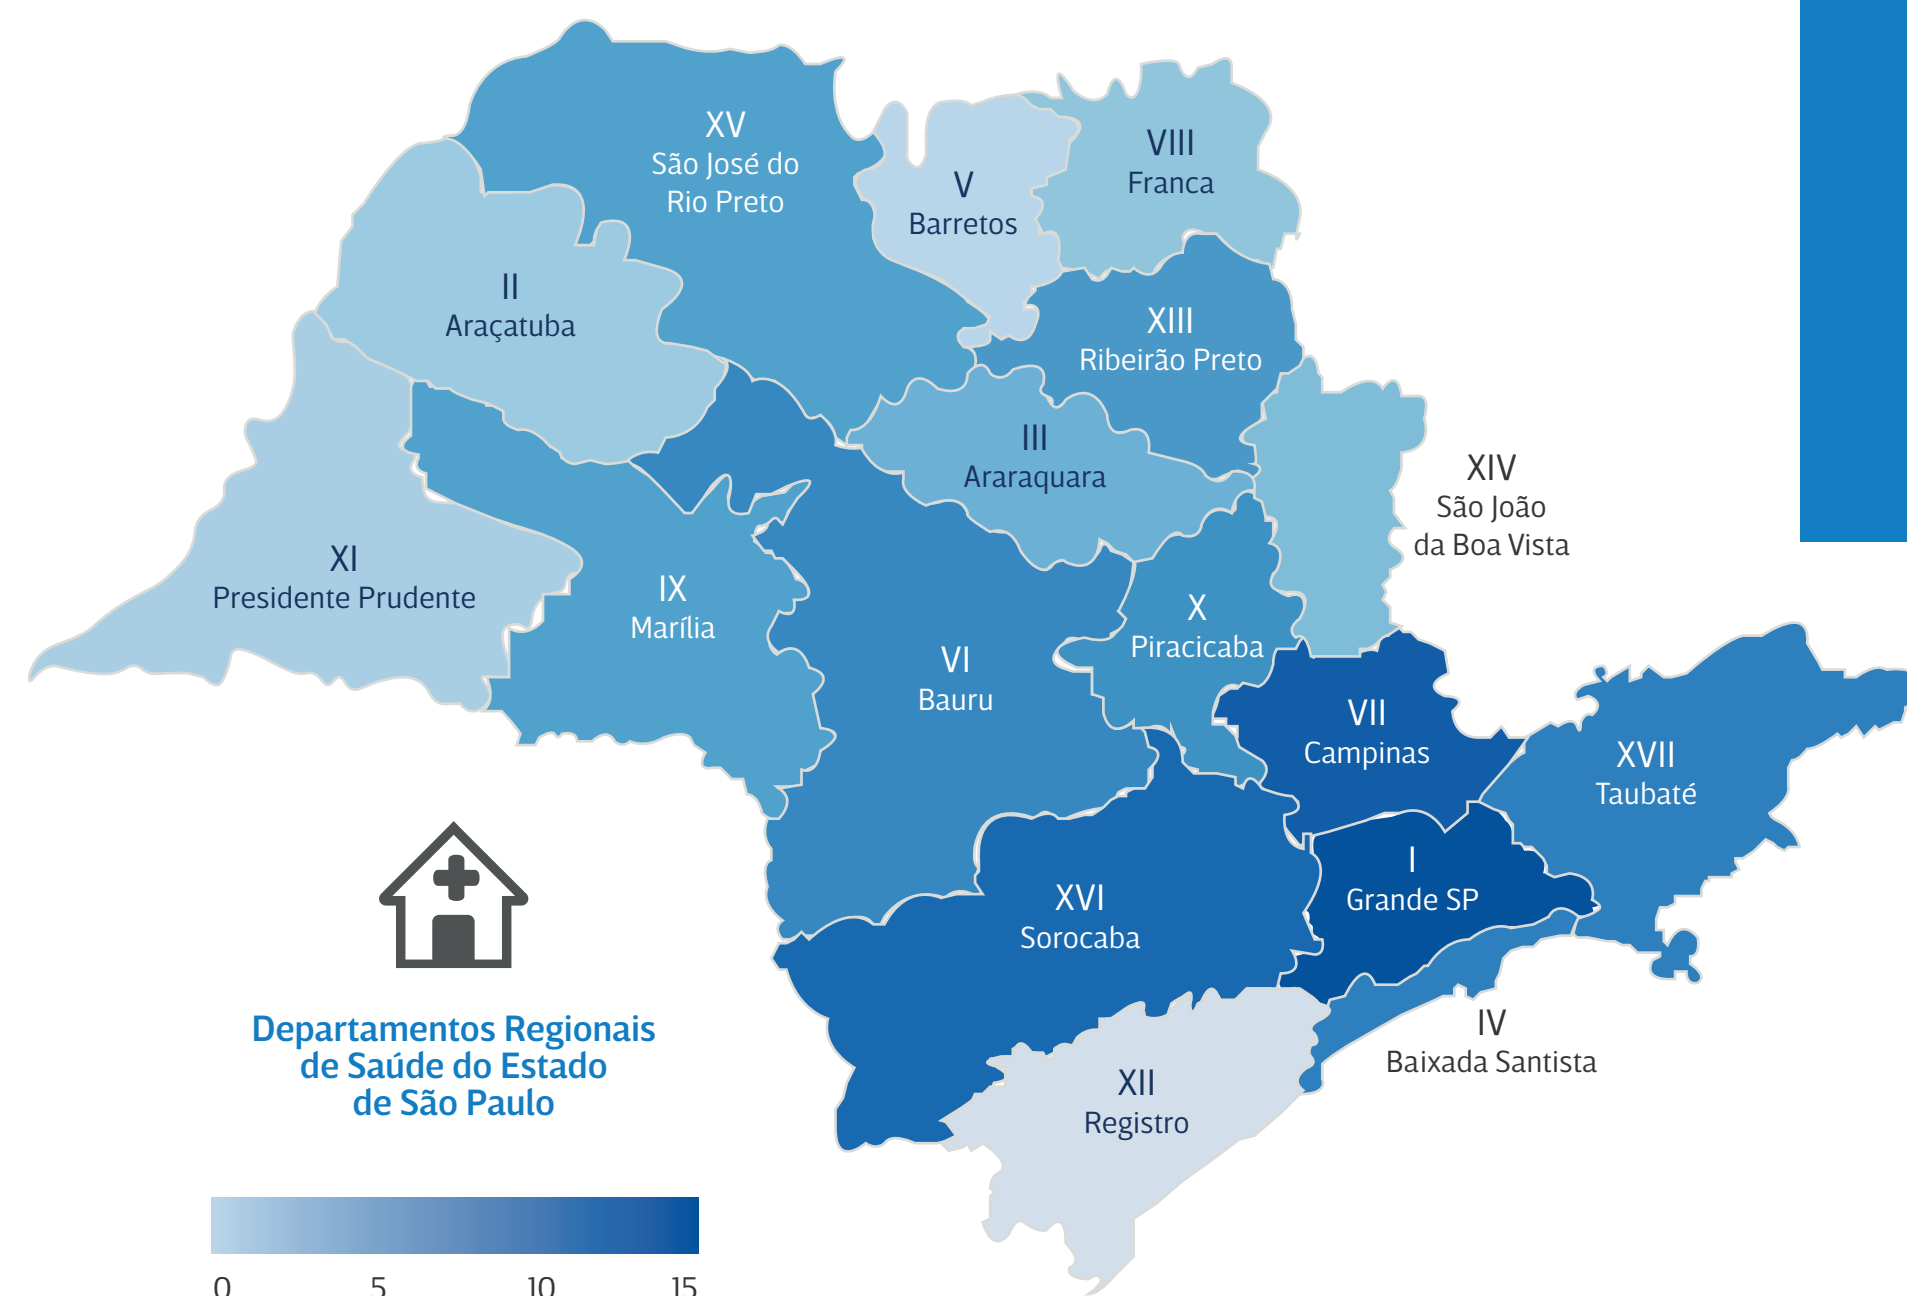 XV
São José do
Rio Preto
V
Barretos
VIII
Franca
II
Araçatuba
XIII
Ribeirão Preto
III
Araraquara
XIV
São João
da Boa Vista
XI
Presidente Prudente
IX
Marília
X
Piracicaba
VI
Bauru
VII
Campinas
XVII
Taubaté
I
Grande SP
XVI
Sorocaba
IV
Baixada Santista
XII
Registro
Departamentos Regionais
de Saúde do Estado
de São Paulo
0 5 10 15